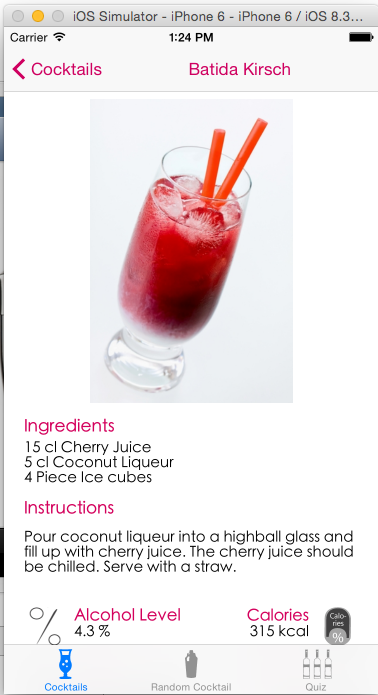 iOS Simulator - iPhone 6 - iPhone 6 / iOS 8.3...
Carrier 1:24 PM
Cocktails Batida Kirsch
Ingredients
15 cl Cherry Juice
5 cl Coconut Liqueur
4 Piece Ice cubes
Instructions
Pour coconut liqueur into a highball glass and
fill up with cherry juice. The cherry juice should
be chilled. Serve with a straw.
% Alcohol Level Calories Calo-
4.3 % 315 kcal ries
%
Cocktails Random Cocktail Quiz